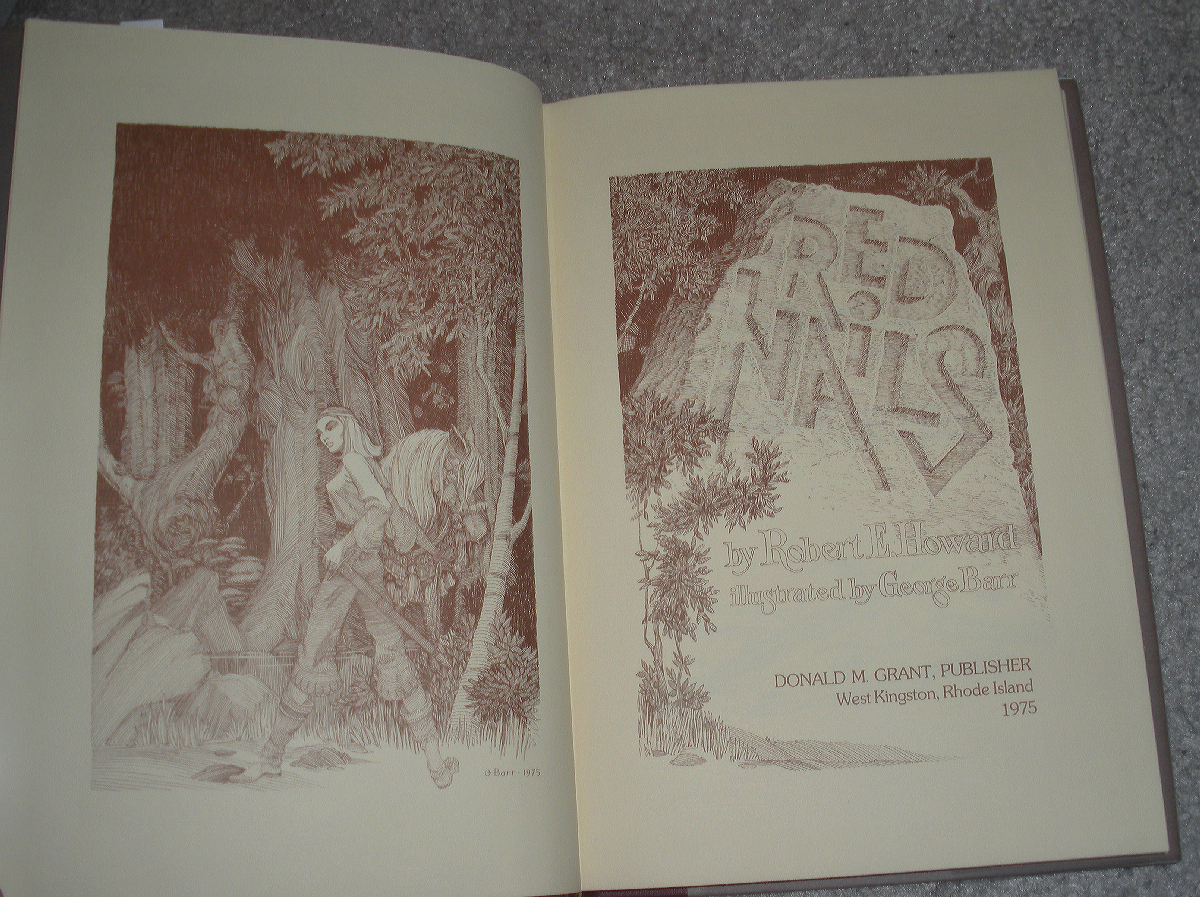 G Barr - 1975
RED
NAILS
by Robert E. Howard
illustrated by George Barr
DONALD M. GRANT, PUBLISHER
West Kingston, Rhode Island
1975